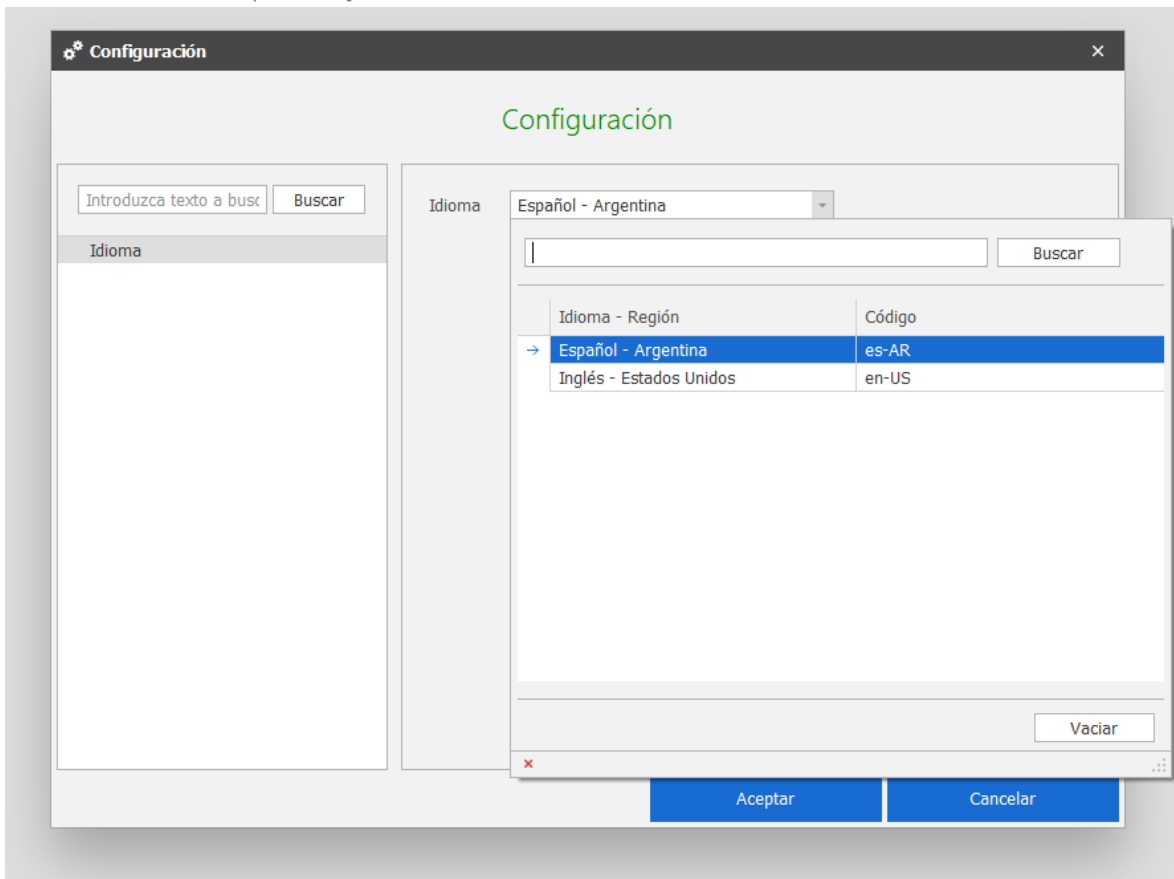 Configuración
Configuración
Introduzca texto a busc Buscar
Idioma
Idioma Español - Argentina
Buscar
Idioma - Región Código
Español - Argentina es-AR
Inglés - Estados Unidos en-US
Vaciar
Aceptar Cancelar